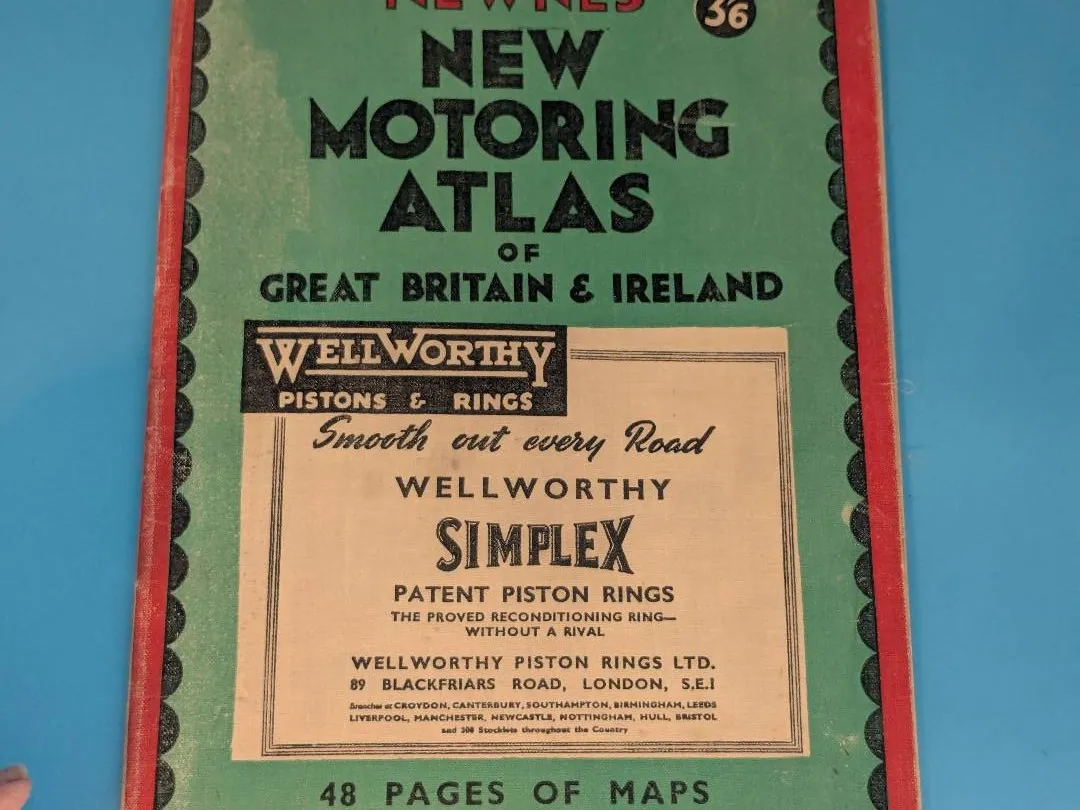 NEWNES
3/6
NEW
MOTORING
ATLAS
OF
GREAT BRITAIN & IRELAND
WELLWORTHY
PISTONS & RINGS
Smooth out every Road
WELLWORTHY
SIMPLEX
PATENT PISTON RINGS
THE PROVED RECONDITIONING RING—
WITHOUT A RIVAL
WELLWORTHY PISTON RINGS LTD.
89 BLACKFRIARS ROAD, LONDON, S.E.1
Branches at CROYDON, CANTERBURY, SOUTHAMPTON, BIRMINGHAM, LEEDS
LIVERPOOL, MANCHESTER, NEWCASTLE, NOTTINGHAM, HULL, BRISTOL
and 300 Stockists throughout the Country
48 PAGES OF MAPS